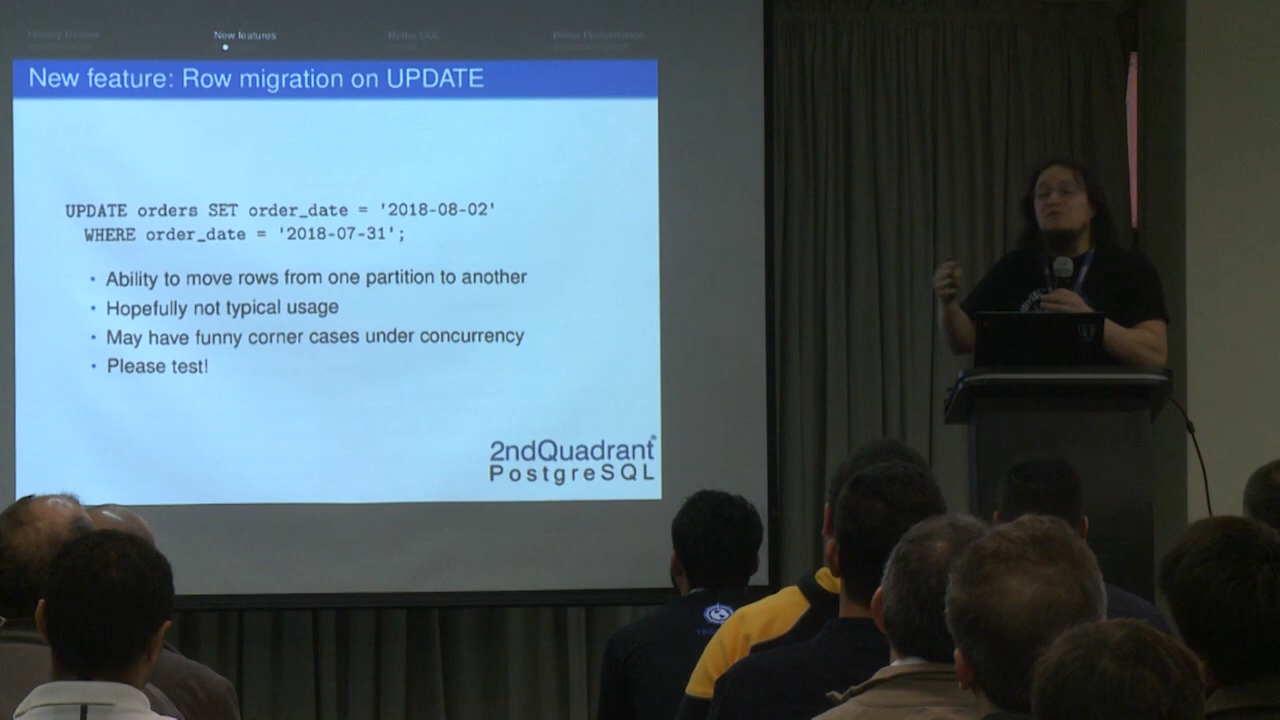 New features
New feature: Row migration on UPDATE
UPDATE orders SET order_date = '2018-08-02'
WHERE order_date = '2018-07-31';
• Ability to move rows from one partition to another
• Hopefully not typical usage
• May have funny corner cases under concurrency
• Please test!
2ndQuadrant®
PostgreSQL